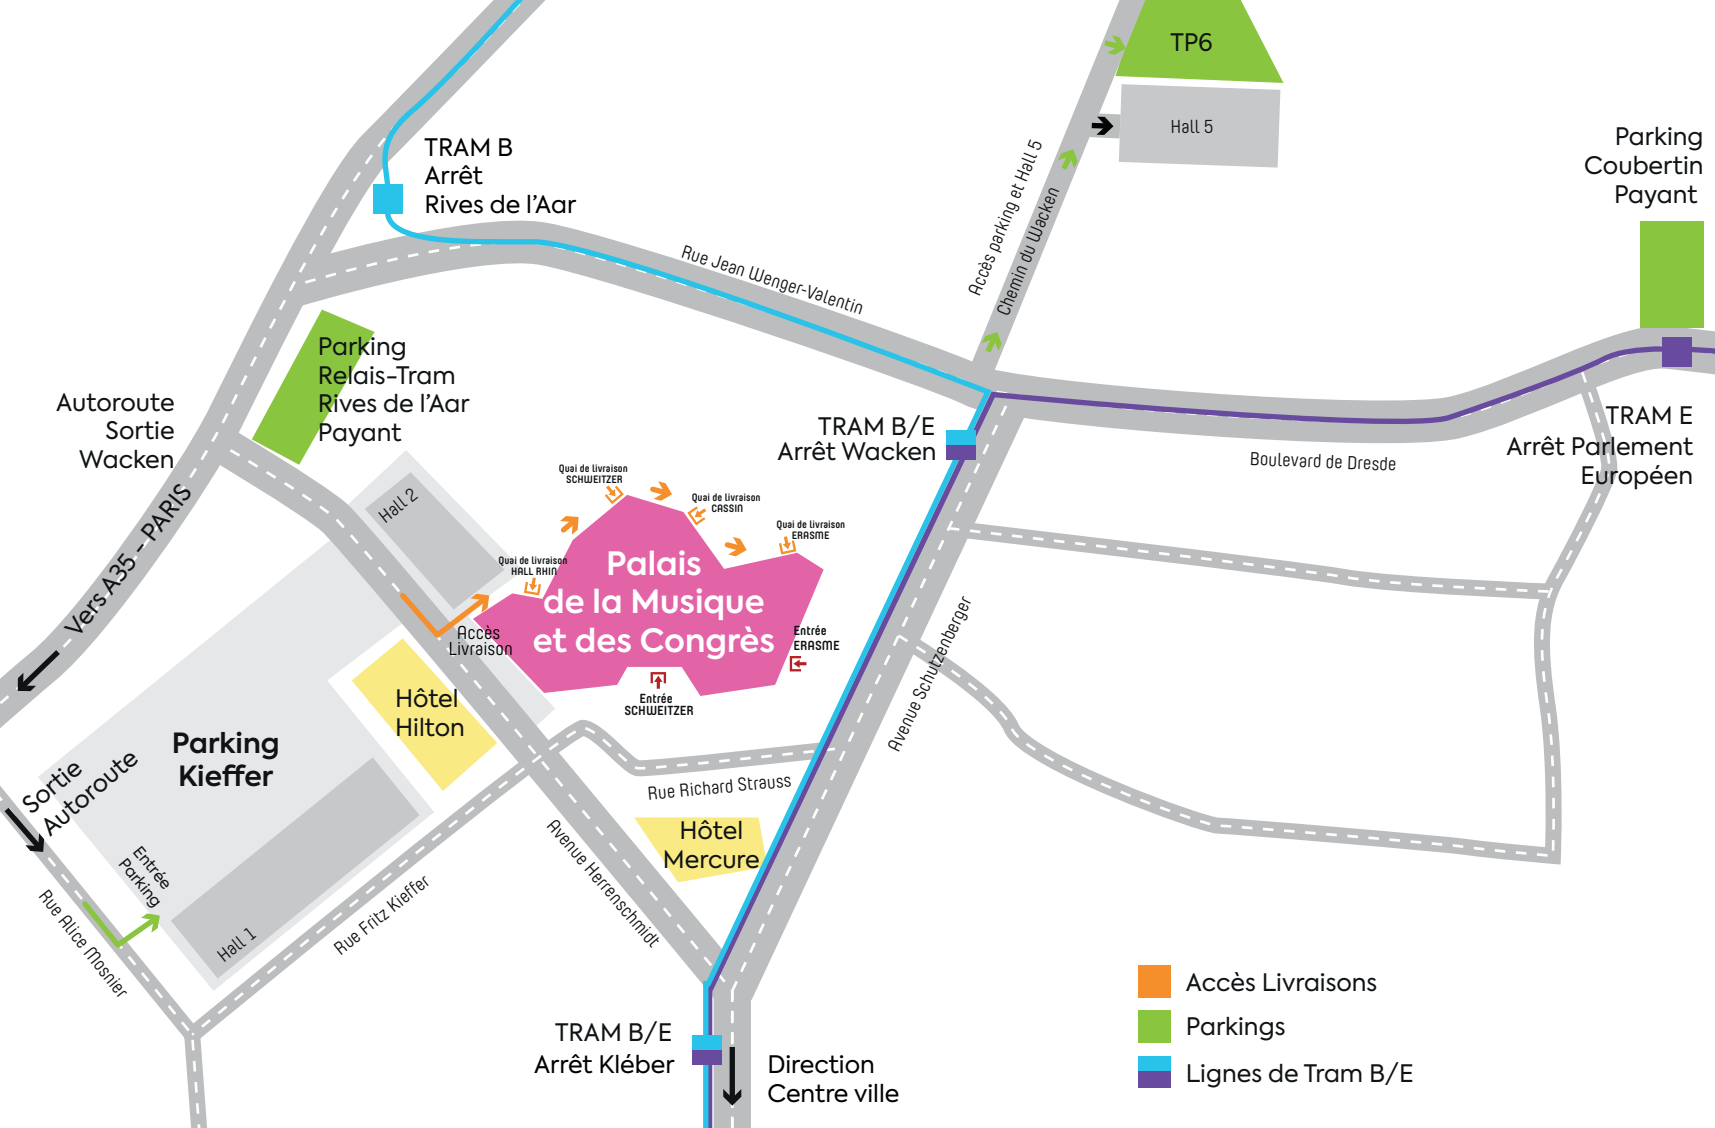 TP6
Hall 5
Accès parking et Hall 5
Chemin du Wacken
Parking
Coubertin
Payant
TRAM B
Arrêt
Rives de l'Aar
Rue Jean Wenger-Valentin
Parking
Relais-Tram
Rives de l'Aar
Payant
Autoroute
Sortie
Wacken
Vers A35 - PARIS
TRAM B/E
Arrêt Wacken
TRAM E
Arrêt Parlement
Européen
Boulevard de Dresde
Hall 2
Quai de livraison
SCHWEITZER
Quai de livraison
CASSIN
Quai de livraison
ERASME
Quai de livraison
HALL RHIN
Palais
de la Musique
et des Congrès
Entrée
ERASME
Entrée
SCHWEITZER
Accès
Livraison
Hôtel
Hilton
Parking
Kieffer
Sortie
Autoroute
Entrée
Parking
Rue Alice Mosnier
Hall 1
Rue Fritz Kieffer
Avenue Herrenschmidt
Rue Richard Strauss
Hôtel
Mercure
Avenue Schutzenberger
TRAM B/E
Arrêt Kléber
Direction
Centre ville
Accès Livraisons
Parkings
Lignes de Tram B/E